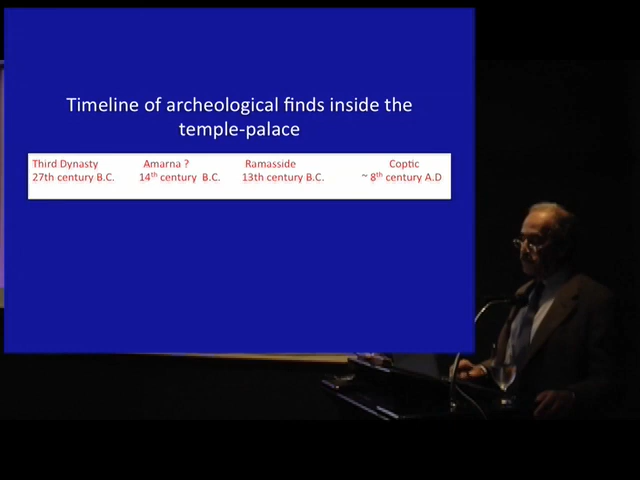 Timeline of archeological finds inside the
temple-palace
Third Dynasty Amarna ? Ramasside Coptic
27th century B.C. 14th century B.C. 13th century B.C. ~ 8th century A.D